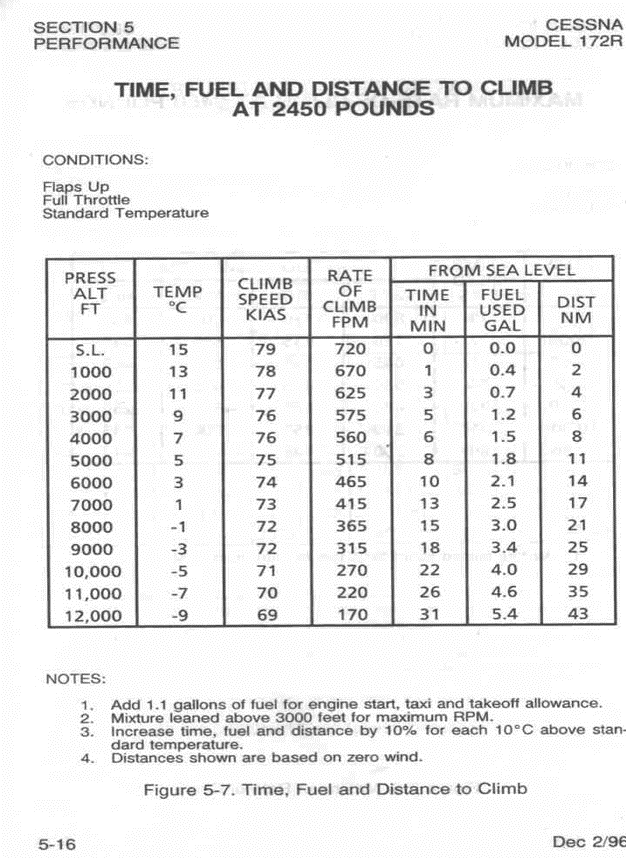 SECTION 5
PERFORMANCE
CESSNA
MODEL 172R
TIME, FUEL AND DISTANCE TO CLIMB
AT 2450 POUNDS
CONDITIONS:
Flaps Up
Full Throttle
Standard Temperature
PRESS ALT FT TEMP °C CLIMB SPEED KIAS RATE OF CLIMB FPM FROM SEA LEVEL
TIME IN MIN FUEL USED GAL DIST NM
S.L. 15 79 720 0 0.0 0
1000 13 78 670 1 0.4 2
2000 11 77 625 3 0.7 4
3000 9 76 575 5 1.2 6
4000 7 76 560 6 1.5 8
5000 5 75 515 8 1.8 11
6000 3 74 465 10 2.1 14
7000 1 73 415 13 2.5 17
8000 -1 72 365 15 3.0 21
9000 -3 72 315 18 3.4 25
10,000 -5 71 270 22 4.0 29
11,000 -7 70 220 26 4.6 35
12,000 -9 69 170 31 5.4 43
NOTES:
1. Add 1.1 gallons of fuel for engine start, taxi and takeoff allowance.
2. Mixture leaned above 3000 feet for maximum RPM.
3. Increase time, fuel and distance by 10% for each 10°C above stan-
dard temperature.
4. Distances shown are based on zero wind.
Figure 5-7. Time, Fuel and Distance to Climb
5-16
Dec 2/96